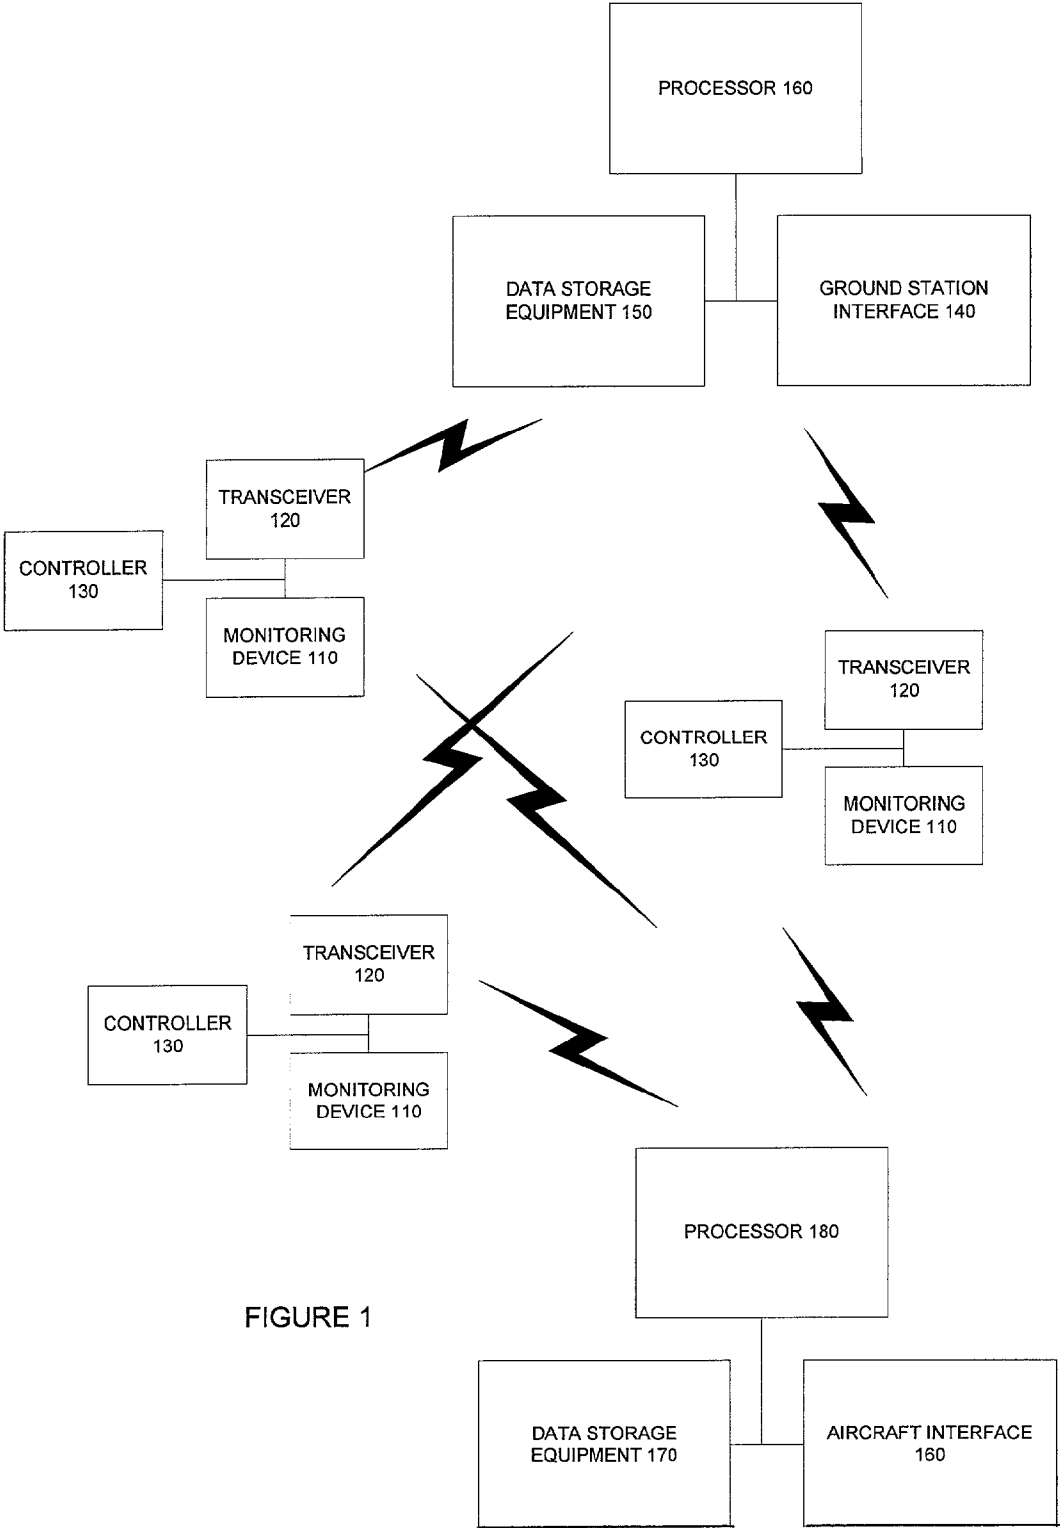 PROCESSOR 160
DATA STORAGE
EQUIPMENT 150
GROUND STATION
INTERFACE 140
TRANSCEIVER
120
CONTROLLER
130
MONITORING
DEVICE 110
TRANSCEIVER
120
CONTROLLER
130
MONITORING
DEVICE 110
TRANSCEIVER
120
CONTROLLER
130
MONITORING
DEVICE 110
PROCESSOR 180
FIGURE 1
DATA STORAGE
EQUIPMENT 170
AIRCRAFT INTERFACE
160